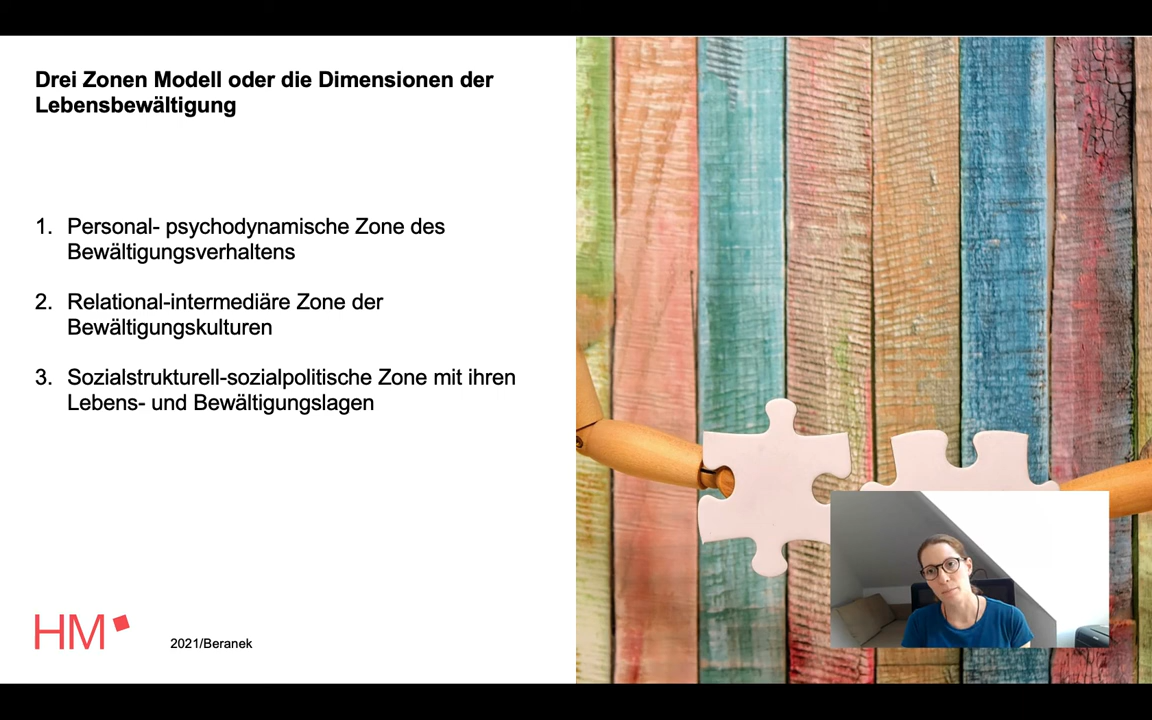 Drei Zonen Modell oder die Dimensionen der
Lebensbewältigung
1. Personal- psychodynamische Zone des
Bewältigungsverhaltens
2. Relational-intermediäre Zone der
Bewältigungskulturen
3. Sozialstrukturell-sozialpolitische Zone mit ihren
Lebens- und Bewältigungslagen
HM
2021/Beranek